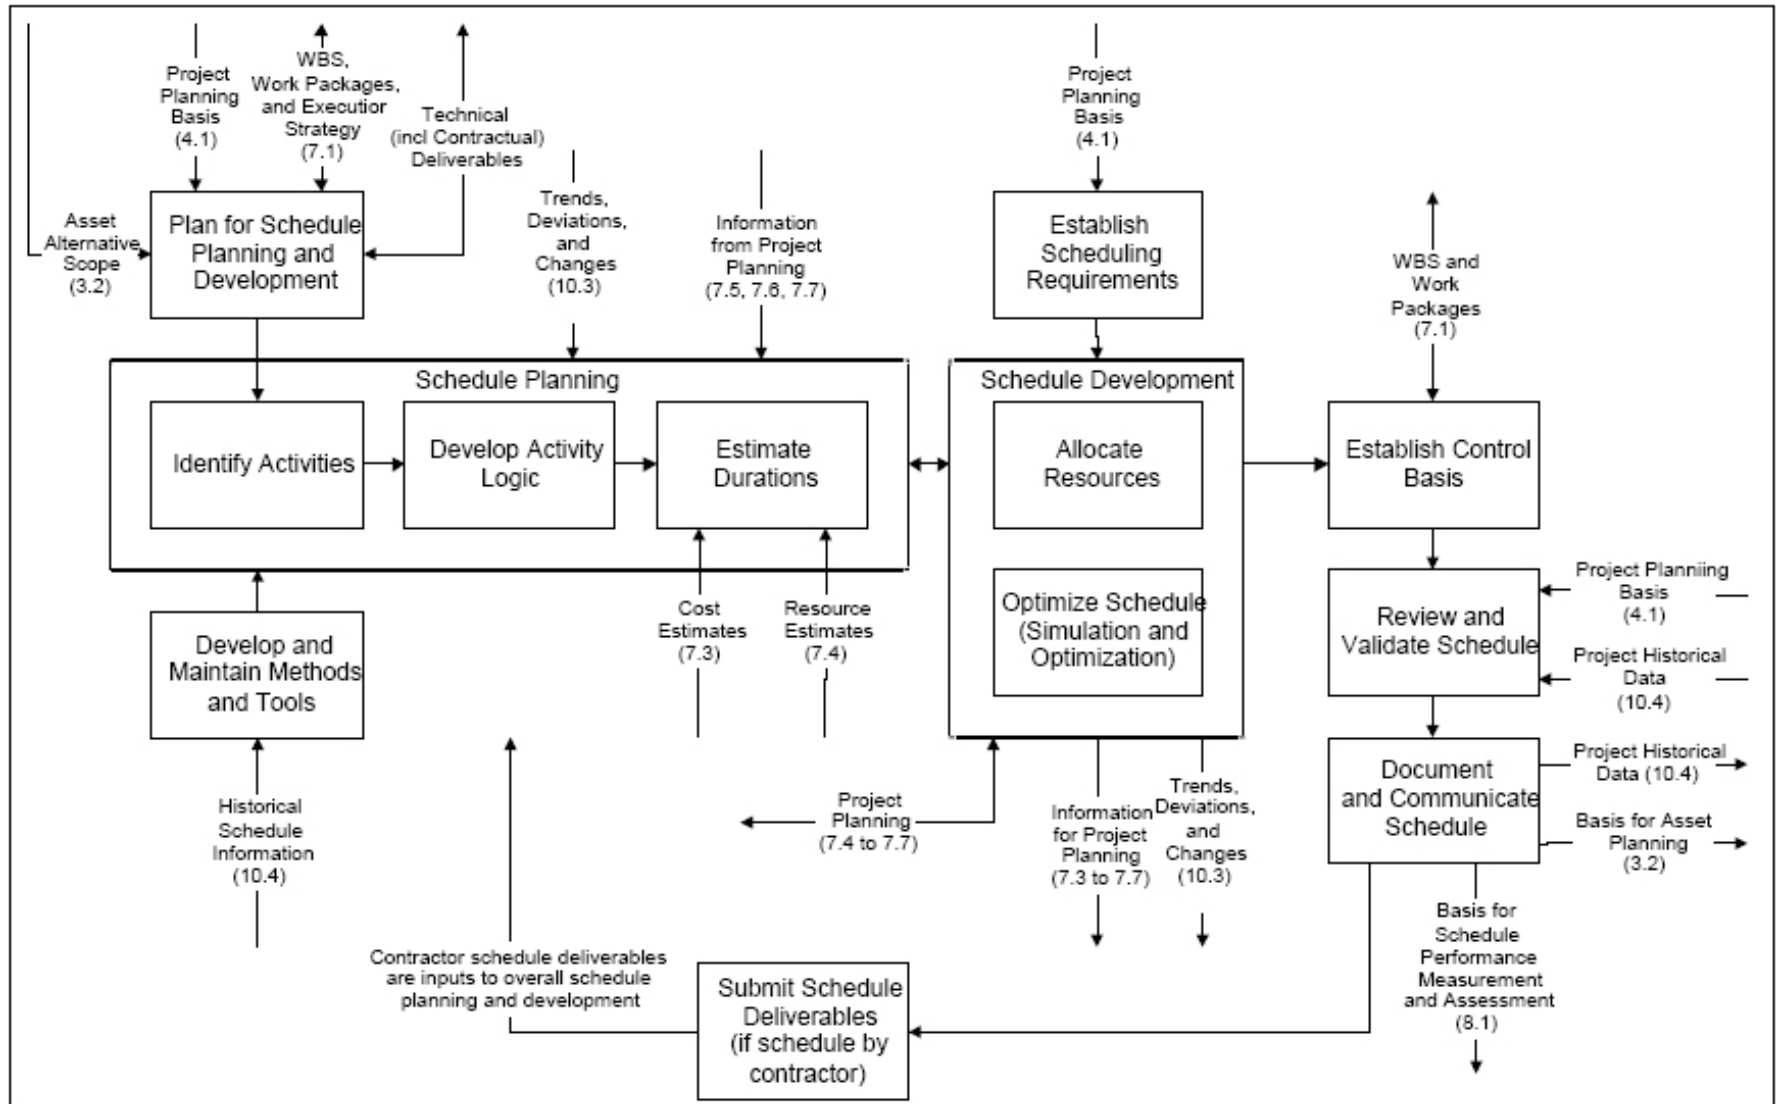 Project
Planning
Basis
(4.1)
WBS,
Work Packages,
and Executior
Strategy
(7.1)
Technical
(incl Contractual)
Deliverables
Project
Planning
Basis
(4.1)
Asset
Alternative
Scope
(3.2)
Plan for Schedule
Planning and
Development
Trends,
Deviations,
and
Changes
(10.3)
Information
from Project
Planning
(7.5, 7.6, 7.7)
Establish
Scheduling
Requirements
WBS and
Work
Packages
(7.1)
Schedule Planning
Identify Activities
Develop Activity
Logic
Estimate
Durations
Schedule Development
Allocate
Resources
Optimize Schedule
(Simulation and
Optimization)
Establish Control
Basis
Develop and
Maintain Methods
and Tools
Cost
Estimates
(7.3)
Resource
Estimates
(7.4)
Review and
Validate Schedule
Project Planniing
Basis
(4.1)
Project Historical
Data
(10.4)
Historical
Schedule
Information
(10.4)
Project
Planning
(7.4 to 7.7)
Information
for Project
Planning
(7.3 to 7.7)
Trends,
Deviations,
and
Changes
(10.3)
Document
and Communicate
Schedule
Project Historical
Data (10.4)
Basis for Asset
Planning
(3.2)
Contractor schedule deliverables
are inputs to overall schedule
planning and development
Submit Schedule
Deliverables
(if schedule by
contractor)
Basis for
Schedule
Performance
Measurement
and Assessment
(8.1)